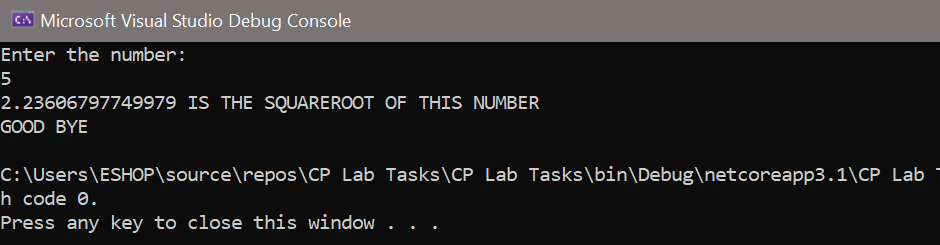 Microsoft Visual Studio Debug Console
Enter the number:
5
2.23606797749979 IS THE SQUAREROOT OF THIS NUMBER
GOOD BYE
C:\Users\ESHOP\source\repos\CP Lab Tasks\CP Lab Tasks\bin\Debug\netcoreapp3.1\CP Lab
h code 0.
Press any key to close this window . . .